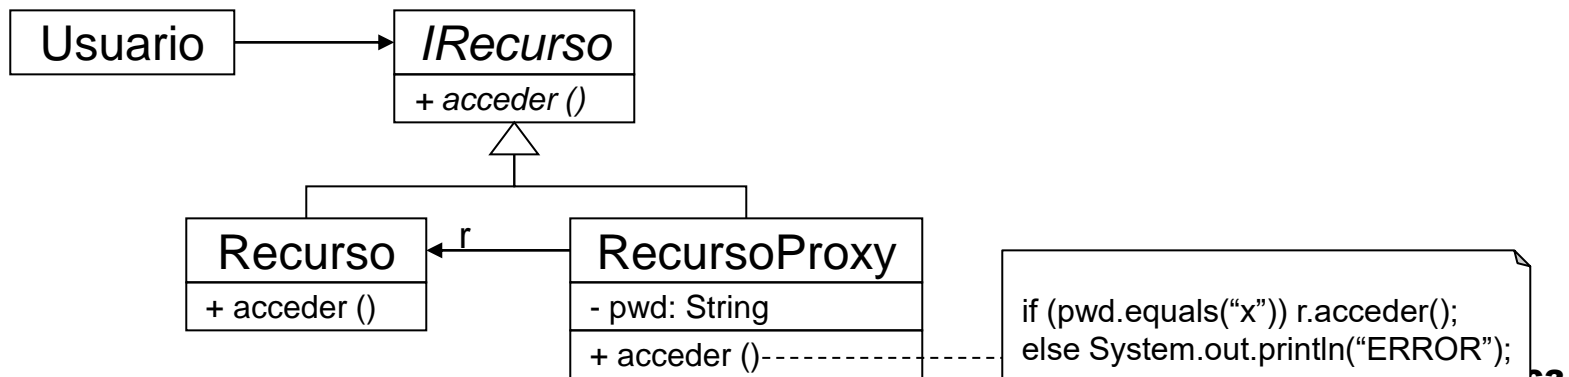 Usuario
IRecurso
+ acceder ()
r
Recurso
RecursoProxy
+ acceder ()
- pwd: String
if (pwd.equals(“x”)) r.acceder();
+ acceder ()
else System.out.println(“ERROR”);